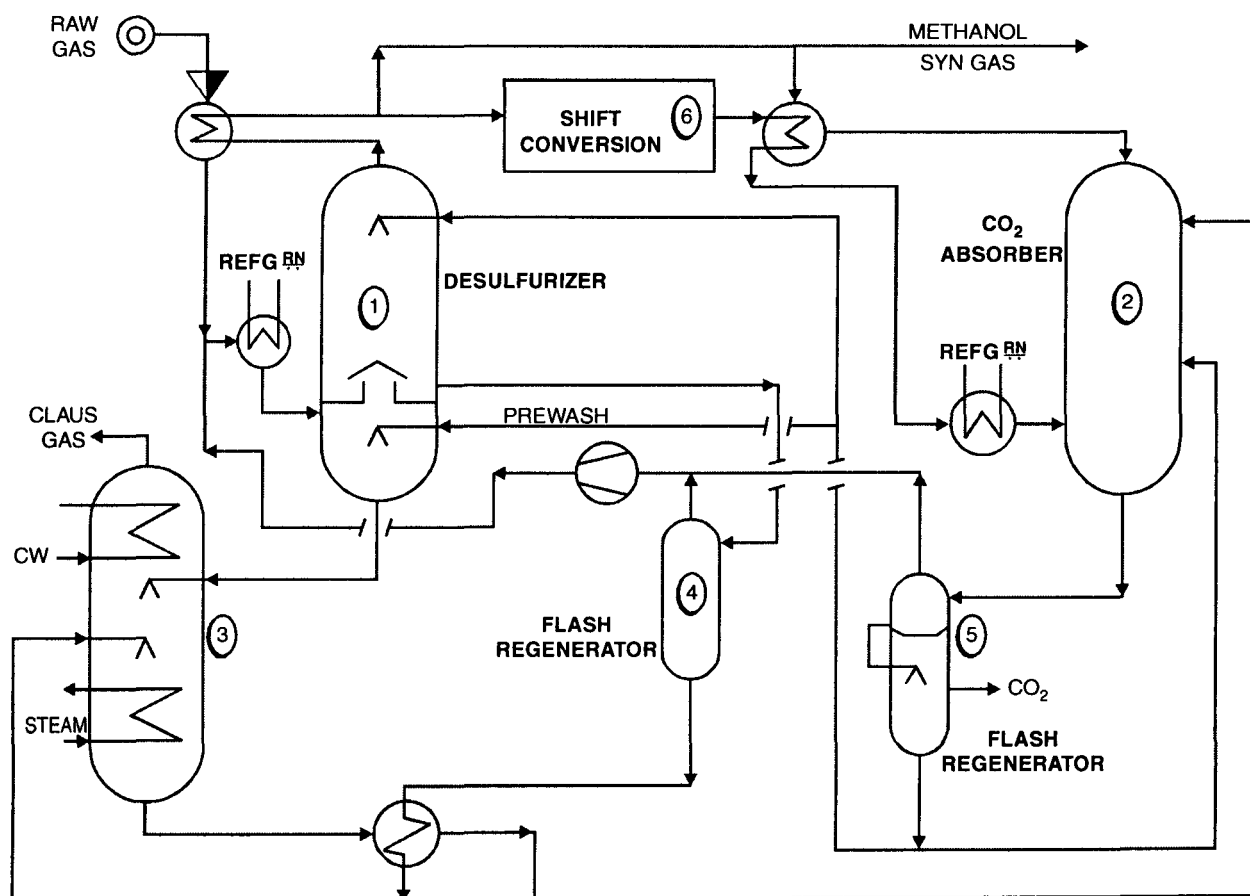 RAW
GAS
METHANOL
SYN GAS
SHIFT
CONVERSION
6
CO2
ABSORBER
REFG RN
DESULFURIZER
1
2
REFG RN
CLAUS
GAS
PREWASH
CW
3
4
FLASH
REGENERATOR
5
CO2
STEAM
FLASH
REGENERATOR